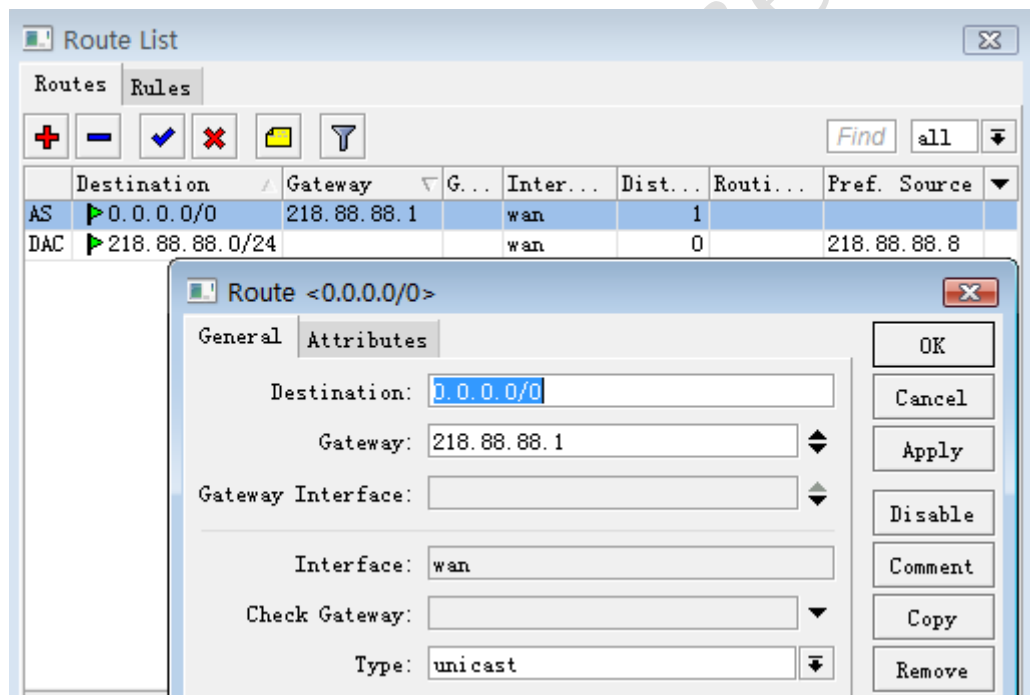 Route List
Routes Rules
Find all
Destination Gateway G... Inter... Dist... Routi... Pref. Source
AS 0.0.0.0/0 218.88.88.1 wan 1
DAC 218.88.88.0/24 wan 0 218.88.88.8
Route <0.0.0.0/0>
General Attributes
OK
Destination: 0.0.0.0/0
Cancel
Gateway: 218.88.88.1
Apply
Gateway Interface:
Disable
Interface: wan
Comment
Check Gateway:
Copy
Type: unicast
Remove